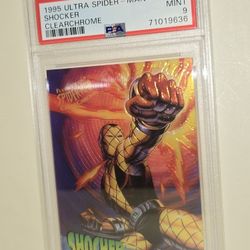 1995 ULTRA SPIDER-MAN
MINT
SHOCKER
9
CLEARCHROME
PSA
71019636
SHOCKER